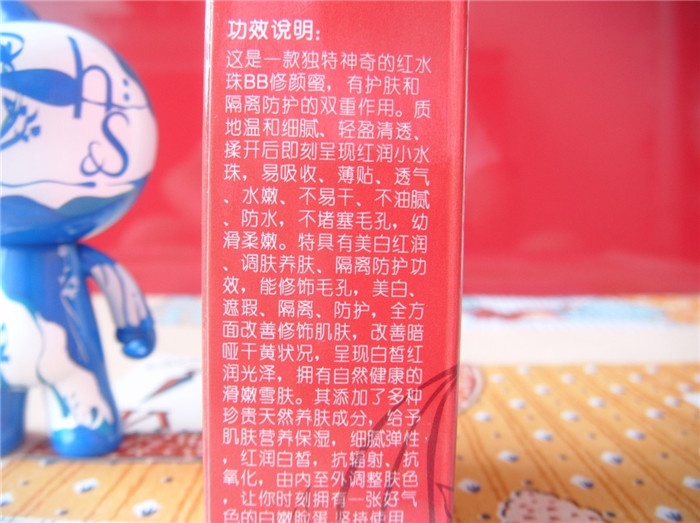 功效说明:
这是一款独特神奇的红水
珠BB修颜蜜，有护肤和
隔离防护的双重作用。质
地温和细腻、轻盈清透、
揉开后即刻呈现红润小水
珠，易吸收、薄贴、透气
、水嫩、不易干、不油腻
、防水，不堵塞毛孔，幼
滑柔嫩。特具有美白红润
、调肤养肤、隔离防护功
效，能修饰毛孔，美白、
遮瑕、隔离、防护，全方
面改善修饰肌肤，改善暗
哑干黄状况，呈现白皙红
润光泽，拥有自然健康的
滑嫩雪肤。其添加了多种
珍贵天然养肤成分，给予
肌肤营养保湿，细腻弹性
，红润白皙，抗辐射、抗
氧化，由内至外调整肤色
，让你时刻拥有一张好气
色的白嫩脸蛋,坚持使用
h&S